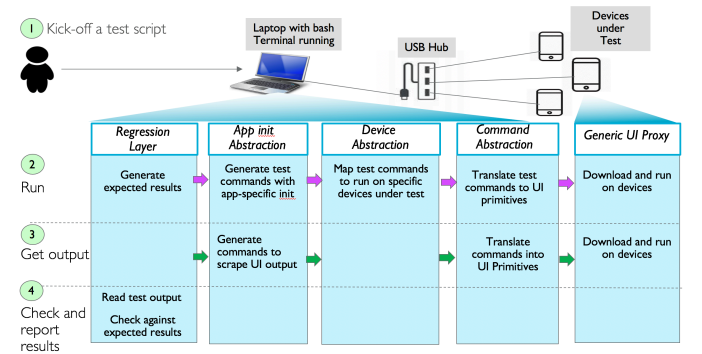 1 Kick-off a test script
Laptop with bash
Terminal running
USB Hub
Devices
under
Test
Regression
Layer
App init
Abstraction
Device
Abstraction
Command
Abstraction
Generic UI Proxy
2
Run
Generate
expected results
Generate test
commands with
app-specific init
Map test commands
to run on specific
devices under test
Translate test
commands to UI
primitives
Download and run
on devices
3
Get output
Generate
commands to
scrape UI output
Translate
commands into
UI Primitives
Download and run
on devices
4
Check and
report
results
Read test output
Check against
expected results